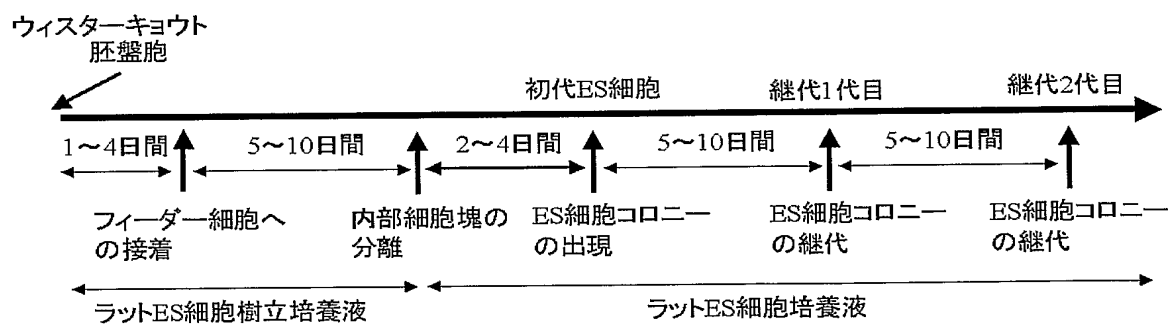 ウィスターキョウト
胚盤胞
初代ES細胞
継代1代目
継代2代目
1～4日間
5～10日間
2～4日間
5～10日間
5～10日間
フィーダー細胞へ
の接着
内部細胞塊の
分離
ES細胞コロニー
の出現
ES細胞コロニー
の継代
ES細胞コロニー
の継代
ラットES細胞樹立培養液
ラットES細胞培養液